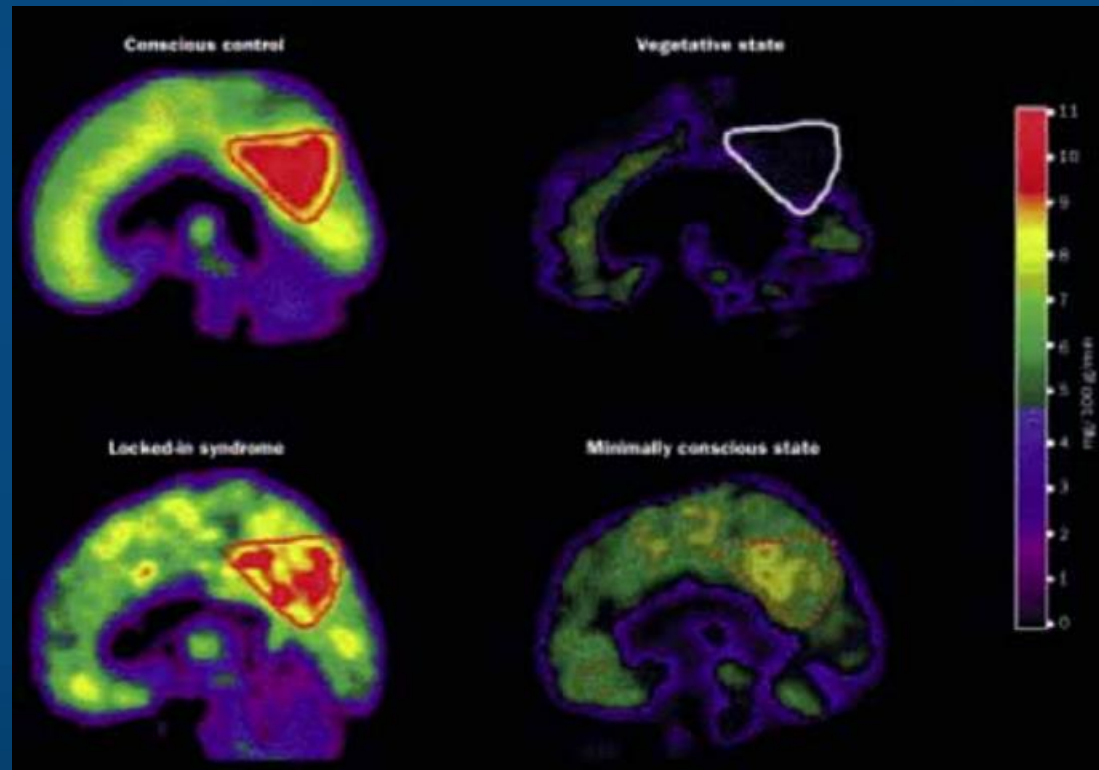 Conscious control
Vegetative state
11
10
9
8
7
6
5
4
3
2
1
0
mg/100 g/min
Locked-in syndrome
Minimally conscious state